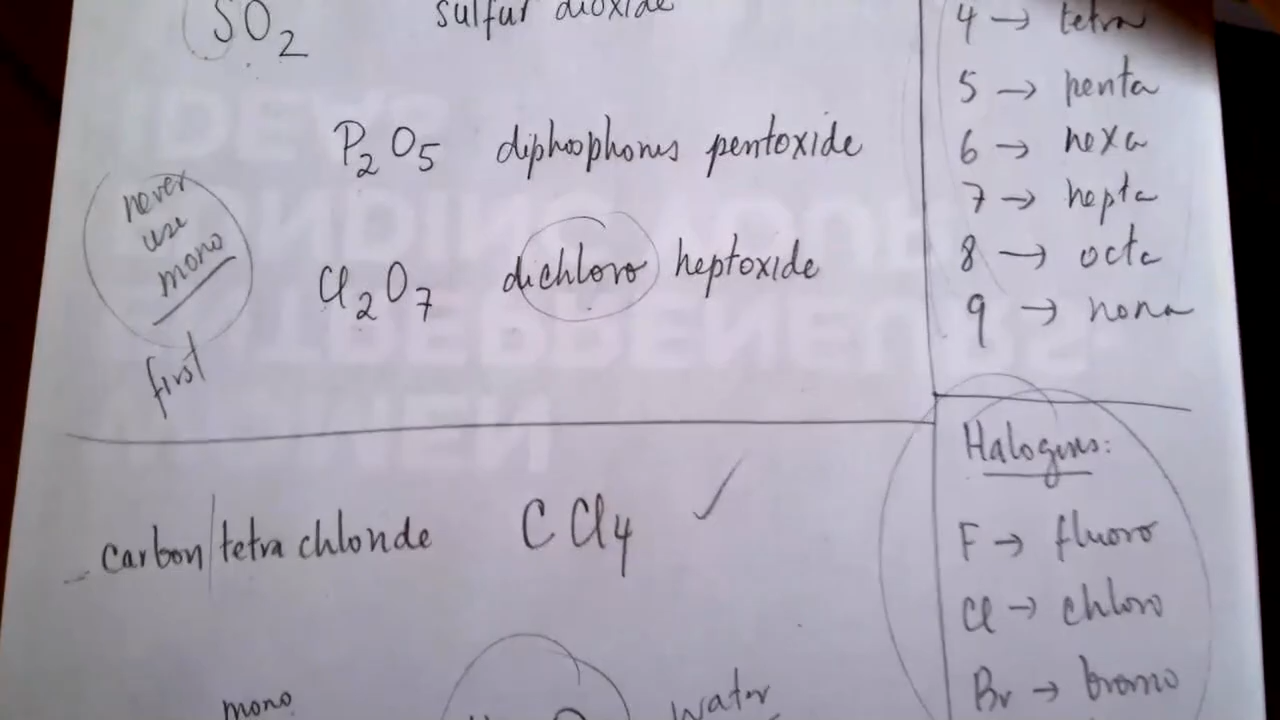 SO2 sulfur dioxide
P2O5 diphosphorus pentoxide
never
use
mono
first
Cl2O7 dichloro heptoxide
carbon/tetrachloride CCl4 ✓
mono
water
4 → tetra
5 → penta
6 → hexa
7 → hepta
8 → octa
9 → nona
Halogens:
F → fluoro
Cl → chloro
Br → bromo